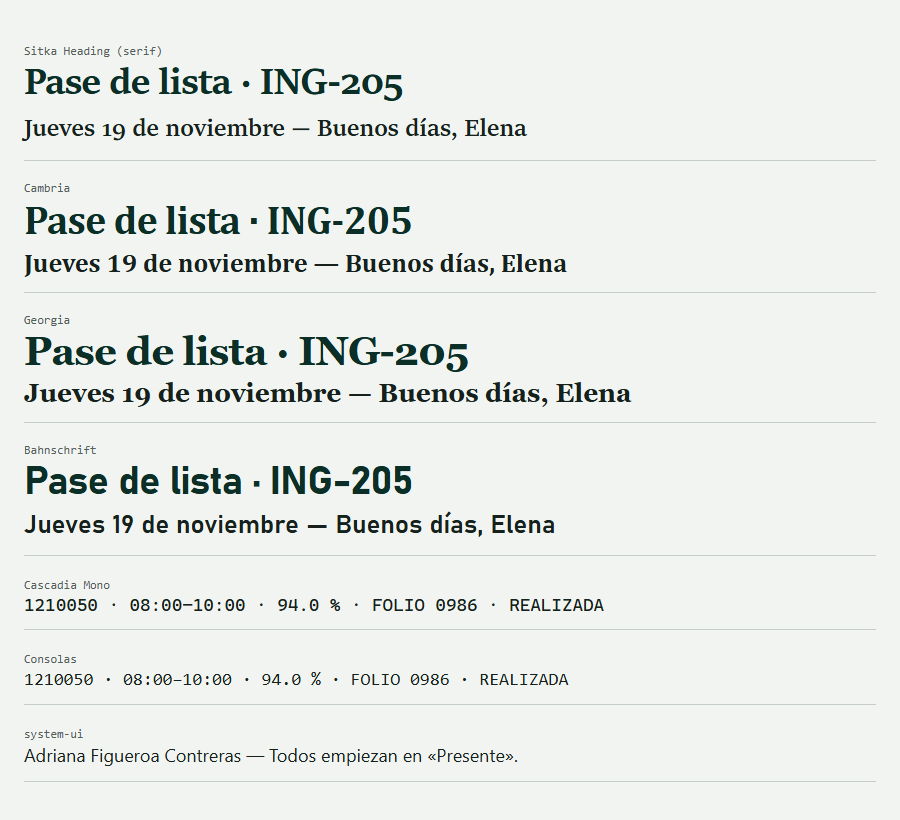 Sitka Heading (serif)
Pase de lista · ING-205
Jueves 19 de noviembre — Buenos días, Elena
Cambria
Pase de lista · ING-205
Jueves 19 de noviembre — Buenos días, Elena
Georgia
Pase de lista · ING-205
Jueves 19 de noviembre — Buenos días, Elena
Bahnschrift
Pase de lista · ING-205
Jueves 19 de noviembre — Buenos días, Elena
Cascadia Mono
1210050 · 08:00–10:00 · 94.0 % · FOLIO 0986 · REALIZADA
Consolas
1210050 · 08:00–10:00 · 94.0 % · FOLIO 0986 · REALIZADA
system-ui
Adriana Figueroa Contreras — Todos empiezan en «Presente».